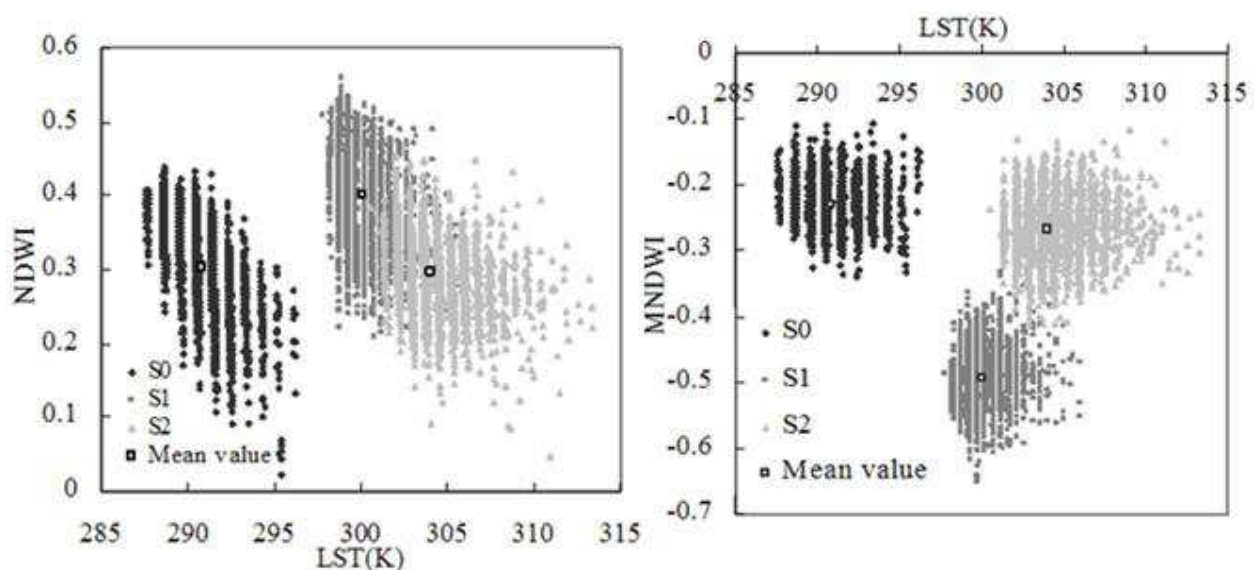 0.6
0.5
0.4
0.3
0.2
0.1
0
NDWI
S0
S1
S2
Mean value
285 290 295 300 305 310 315
LST(K)
LST(K)
0
285 290 295 300 305 310 315
-0.1
-0.2
-0.3
-0.4
-0.5
-0.6
-0.7
MNDWI
S0
S1
S2
Mean value